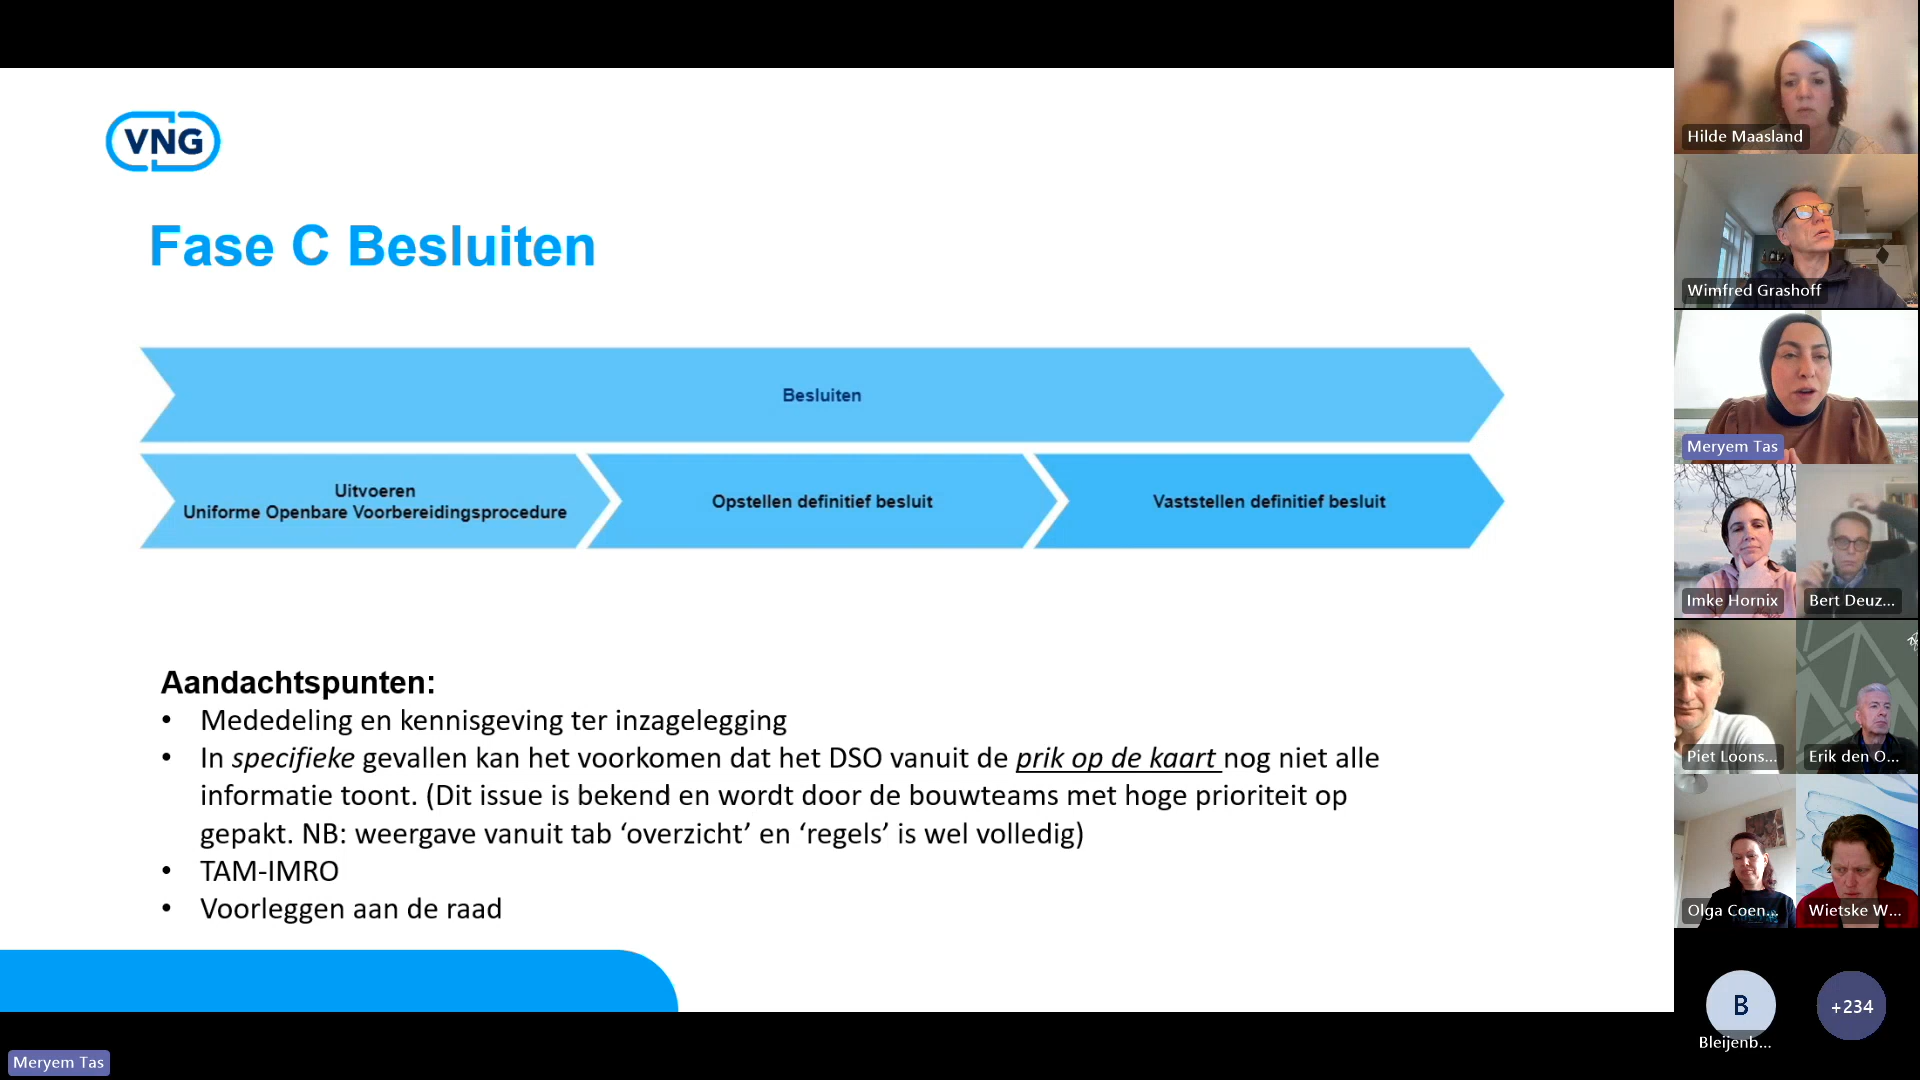 VNG
Fase C Besluiten
Besluiten
Uitvoeren
Uniforme Openbare Voorbereidingsprocedure
Opstellen definitief besluit
Vaststellen definitief besluit
Aandachtspunten:
• Mededeling en kennisgeving ter inzagelegging
• In specifieke gevallen kan het voorkomen dat het DSO vanuit de prik op de kaart nog niet alle
informatie toont. (Dit issue is bekend en wordt door de bouwteams met hoge prioriteit op
gepakt. NB: weergave vanuit tab ‘overzicht’ en ‘regels’ is wel volledig)
• TAM-IMRO
• Voorleggen aan de raad
Meryem Tas
Hilde Maasland
Wimfred Grashoff
Meryem Tas
Imke Hornix
Bert Deuz...
Piet Loons...
Erik den O...
Olga Coen...
Wietske W...
B
Bleijenb...
+234